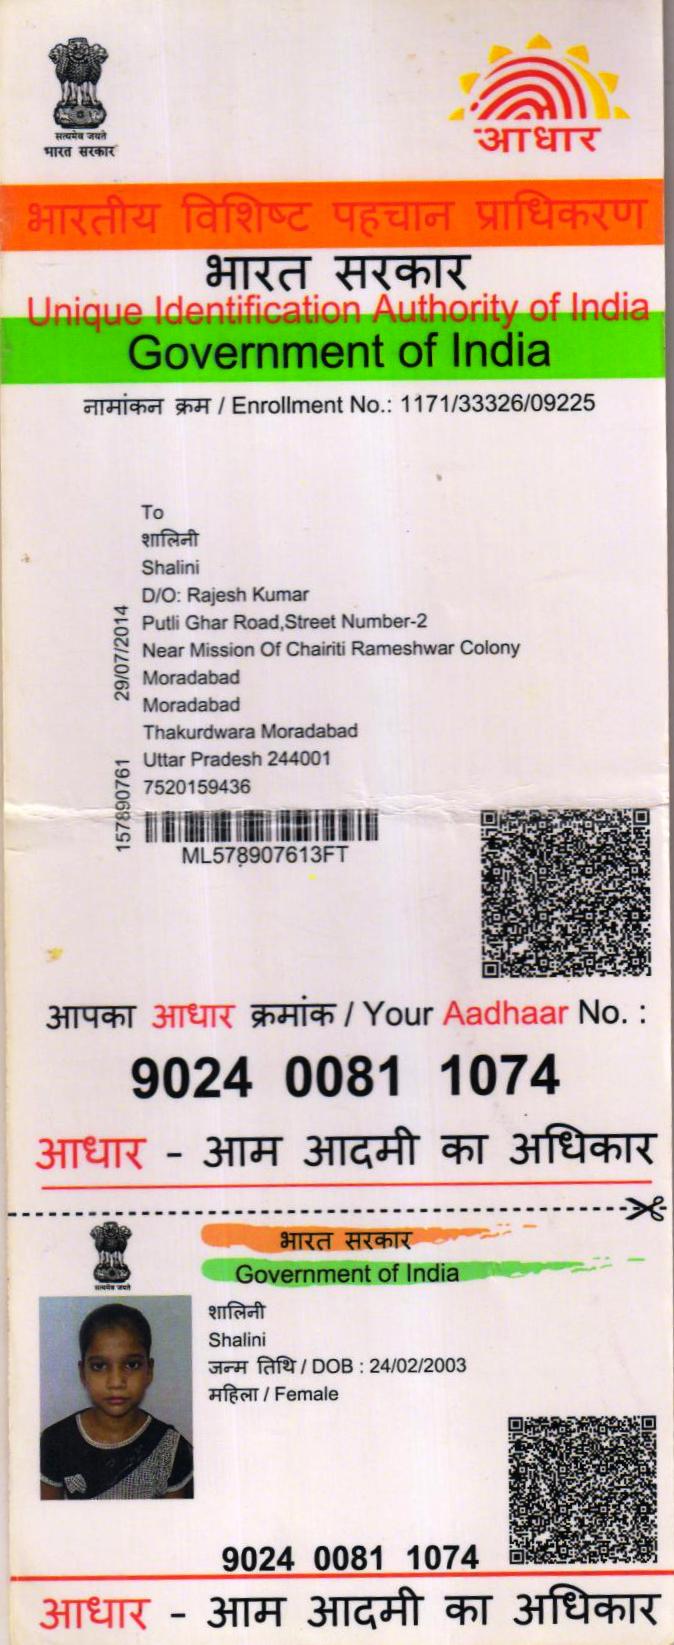 सत्यमेव जयते
भारत सरकार
आधार
भारतीय विशिष्ट पहचान प्राधिकरण
भारत सरकार
Unique Identification Authority of India
Government of India
नामांकन क्रम / Enrollment No.: 1171/33326/09225
To
शालिनी
Shalini
D/O: Rajesh Kumar
Putli Ghar Road,Street Number-2
Near Mission Of Chairiti Rameshwar Colony
Moradabad
Moradabad
Thakurdwara Moradabad
Uttar Pradesh 244001
7520159436
29/07/2014
157890761
ML578907613FT
आपका आधार क्रमांक / Your Aadhaar No. :
9024 0081 1074
आधार - आम आदमी का अधिकार
सत्यमेव जयते
भारत सरकार
Government of India
शालिनी
Shalini
जन्म तिथि / DOB : 24/02/2003
महिला / Female
9024 0081 1074
आधार - आम आदमी का अधिकार